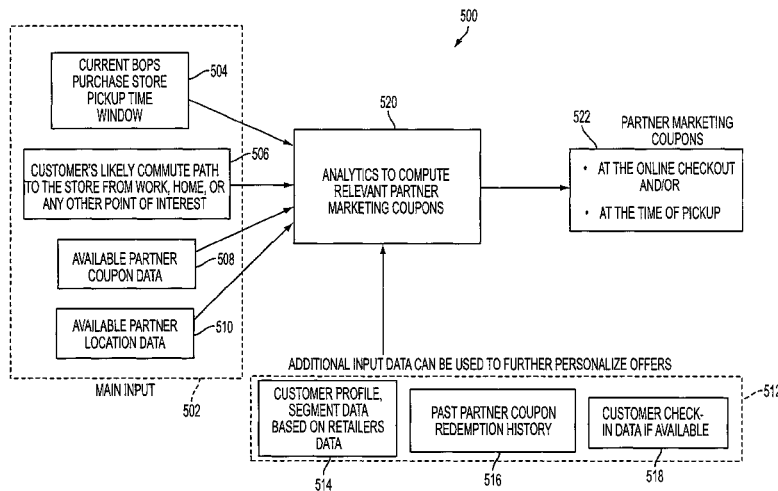 500
CURRENT BOPS
PURCHASE STORE
PICKUP TIME
WINDOW
504
CUSTOMER'S LIKELY COMMUTE PATH
TO THE STORE FROM WORK, HOME, OR
ANY OTHER POINT OF INTEREST
506
AVAILABLE PARTNER
COUPON DATA
508
AVAILABLE PARTNER
LOCATION DATA
510
MAIN INPUT
502
520
ANALYTICS TO COMPUTE
RELEVANT PARTNER
MARKETING COUPONS
522
PARTNER MARKETING
COUPONS
* AT THE ONLINE CHECKOUT
AND/OR
* AT THE TIME OF PICKUP
ADDITIONAL INPUT DATA CAN BE USED TO FURTHER PERSONALIZE OFFERS
512
CUSTOMER PROFILE,
SEGMENT DATA
BASED ON RETAILERS
DATA
514
PAST PARTNER COUPON
REDEMPTION HISTORY
516
CUSTOMER CHECK-
IN DATA IF AVAILABLE
518